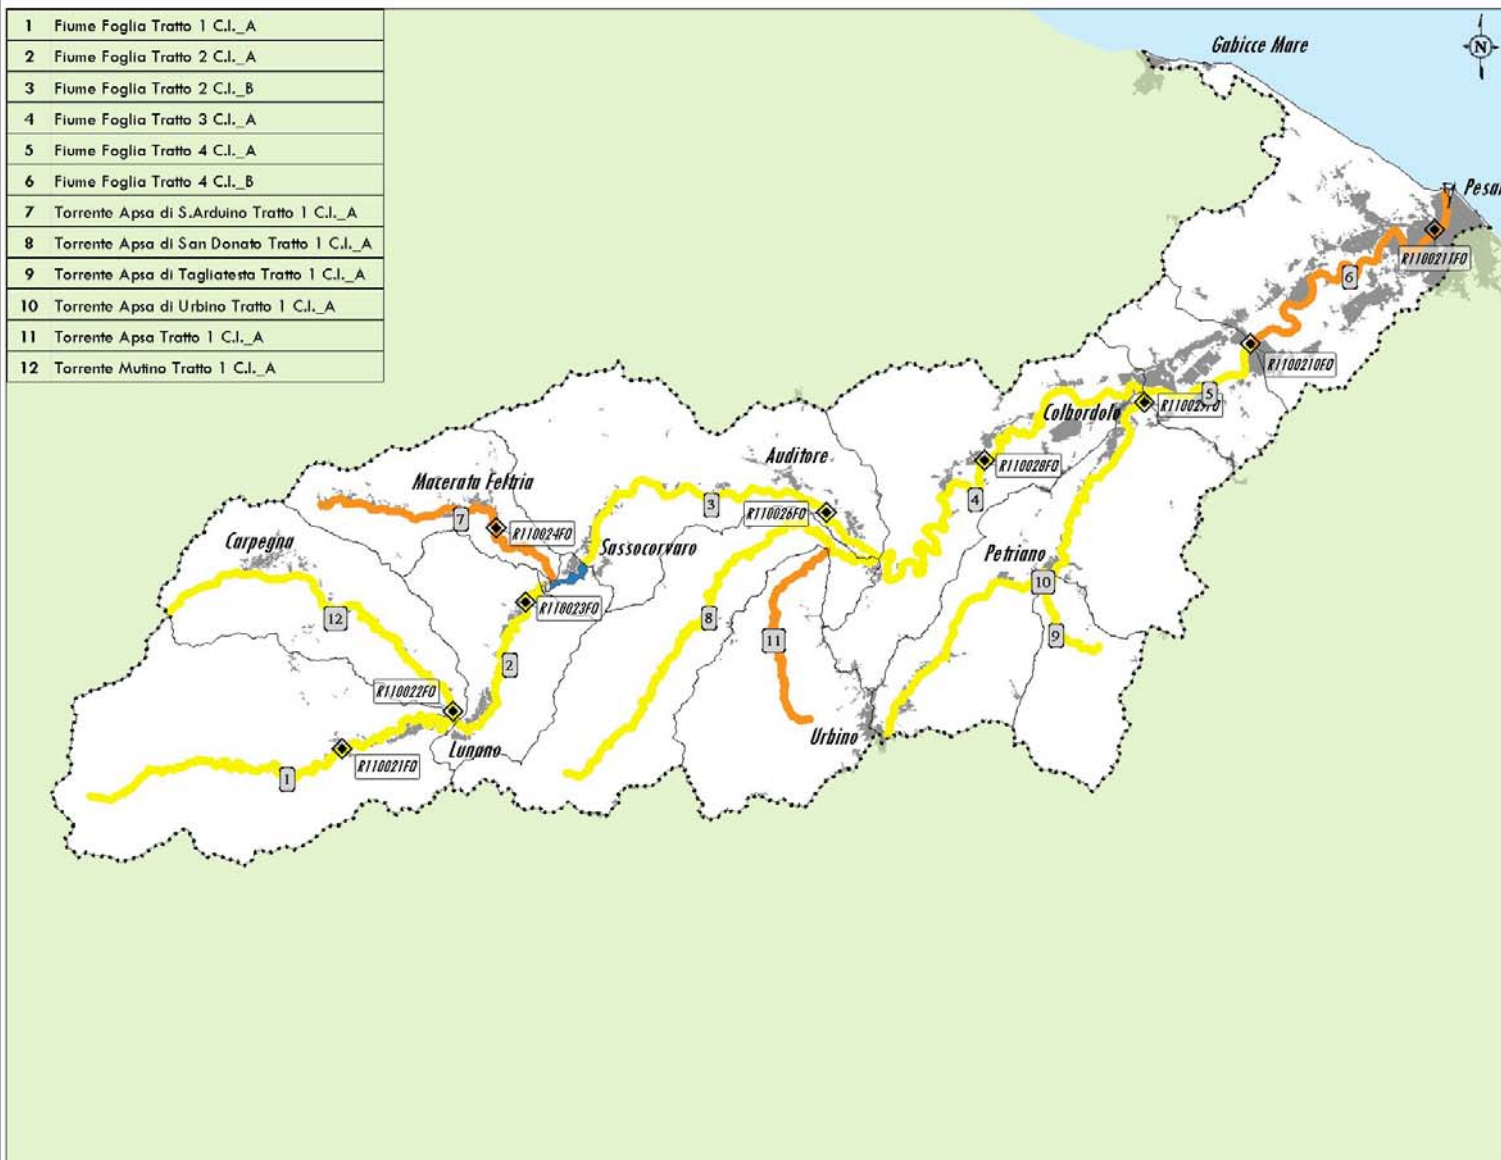 1 Fiume Foglia Tratto 1 C.I._A
2 Fiume Foglia Tratto 2 C.I._A
3 Fiume Foglia Tratto 2 C.I._B
4 Fiume Foglia Tratto 3 C.I._A
5 Fiume Foglia Tratto 4 C.I._A
6 Fiume Foglia Tratto 4 C.I._B
7 Torrente Apsa di S.Arduino Tratto 1 C.I._A
8 Torrente Apsa di San Donato Tratto 1 C.I._A
9 Torrente Apsa di Tagliatesta Tratto 1 C.I._A
10 Torrente Apsa di Urbino Tratto 1 C.I._A
11 Torrente Apsa Tratto 1 C.I._A
12 Torrente Mutino Tratto 1 C.I._A
Gabicce Mare
N
Pesar
R1100211FO
6
R1100210FO
5
Colbordolo
Auditore
R110028FO
Macerata Feltria
4
3
7
R110026FO
R110024FO
Carpegna
Sassocorvaro
Petriano
10
R110023FO
12
8
9
11
2
R110022FO
Urbino
Lunano
R110021FO
1